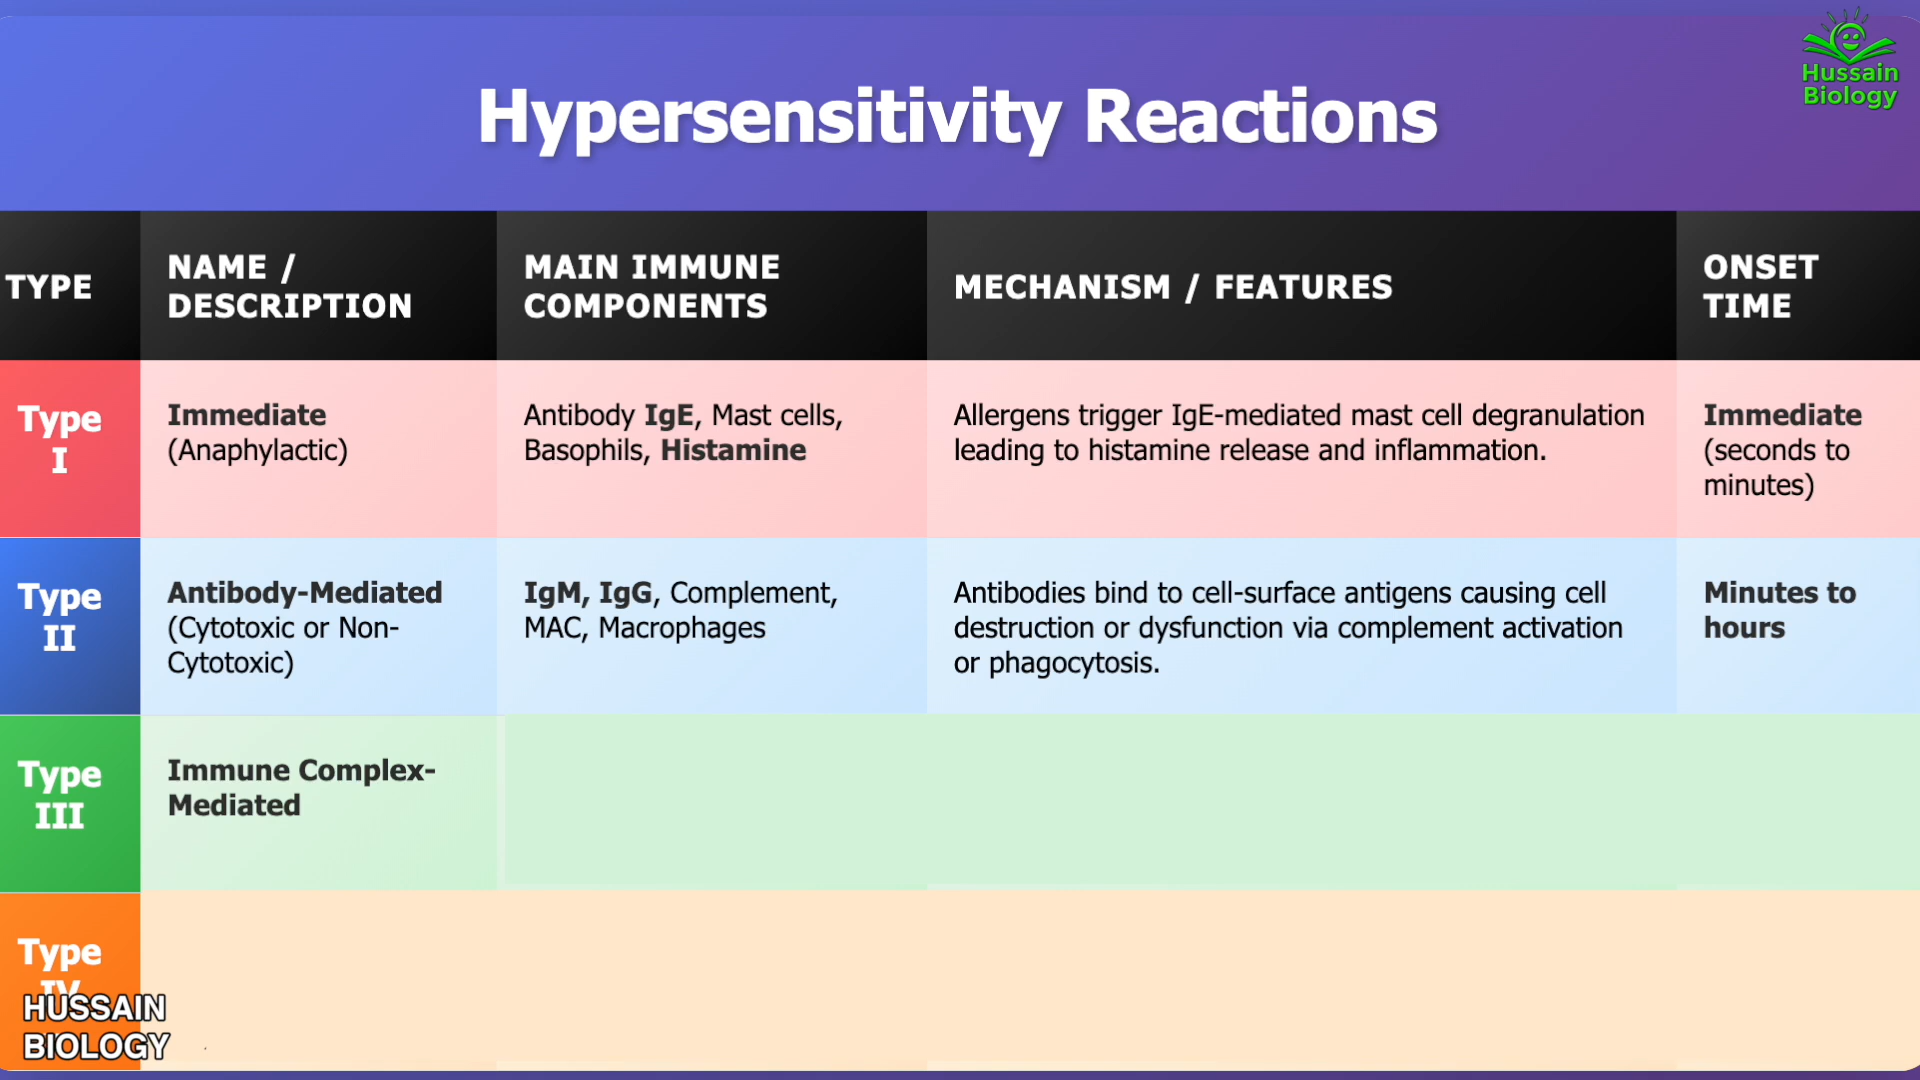 Hussain
Biology
Hypersensitivity Reactions
TYPE
NAME /
DESCRIPTION
MAIN IMMUNE
COMPONENTS
MECHANISM / FEATURES
ONSET
TIME
Type
I
Immediate
(Anaphylactic)
Antibody IgE, Mast cells,
Basophils, Histamine
Allergens trigger IgE-mediated mast cell degranulation
leading to histamine release and inflammation.
Immediate
(seconds to
minutes)
Type
II
Antibody-Mediated
(Cytotoxic or Non-
Cytotoxic)
IgM, IgG, Complement,
MAC, Macrophages
Antibodies bind to cell-surface antigens causing cell
destruction or dysfunction via complement activation
or phagocytosis.
Minutes to
hours
Type
III
Immune Complex-
Mediated
Type
IV
HUSSAIN
BIOLOGY